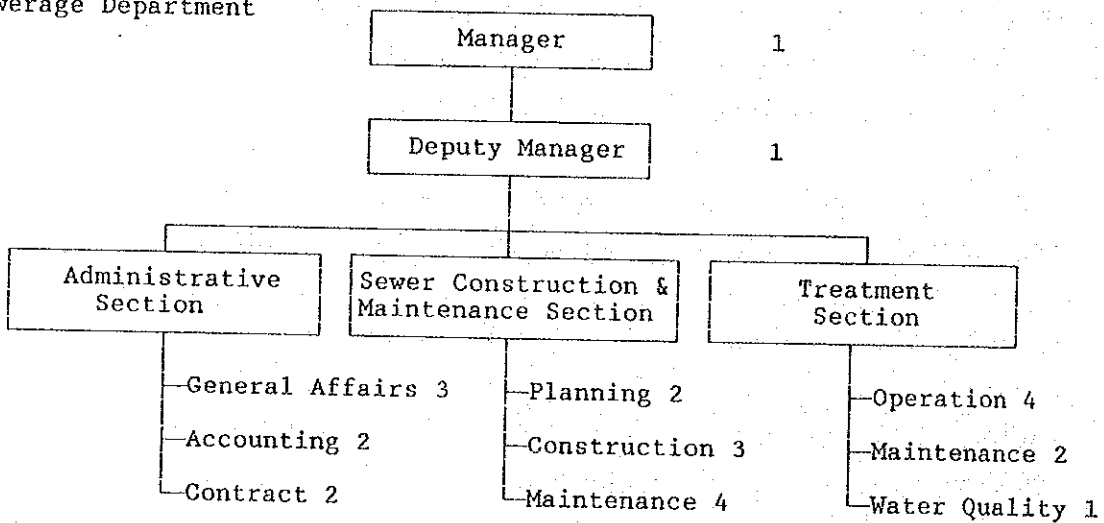 Department
Manager 1
Deputy Manager 1
Administrative
Section
Sewer Construction &
Maintenance Section
Treatment
Section
General Affairs 3
Accounting 2
Contract 2
Planning 2
Construction 3
Maintenance 4
Operation 4
Maintenance 2
Water Quality 1